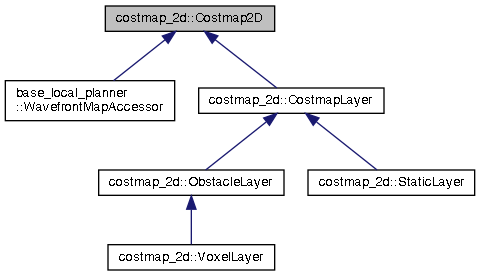 costmap_2d::Costmap2D
base_local_planner
::WavefrontMapAccessor
costmap_2d::CostmapLayer
costmap_2d::ObstacleLayer
costmap_2d::StaticLayer
costmap_2d::VoxelLayer